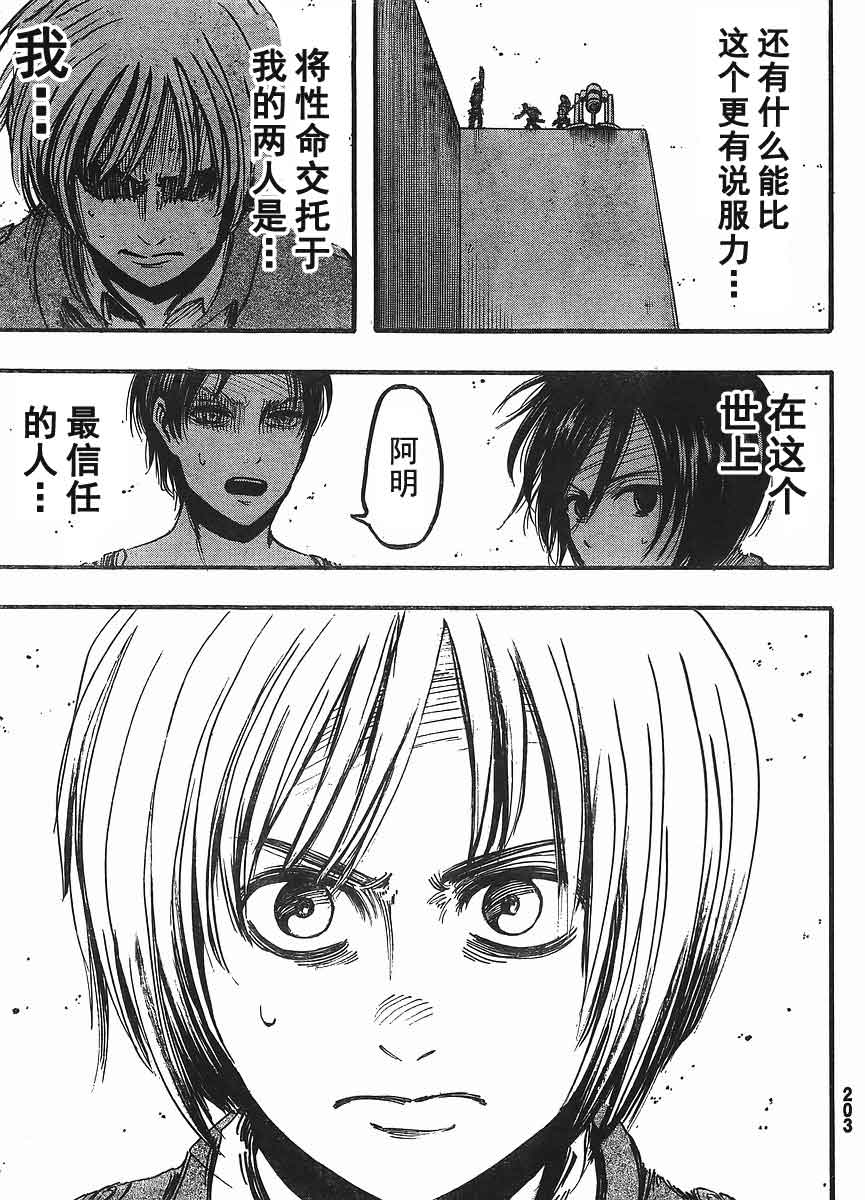 还有什么能比
这个更有说服力…
将性命交托于
我的两人是…
我…
在这个
世上
阿明
最信任
的人…
203